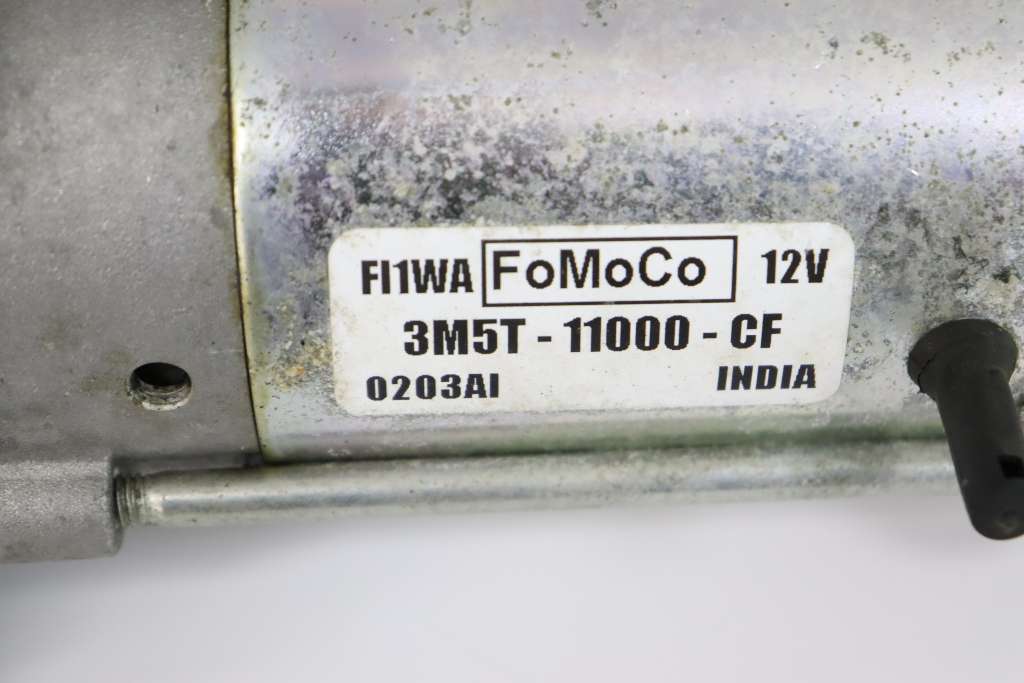 FI1WA FoMoCo 12V
3M5T - 11000 - CF
0203AI INDIA